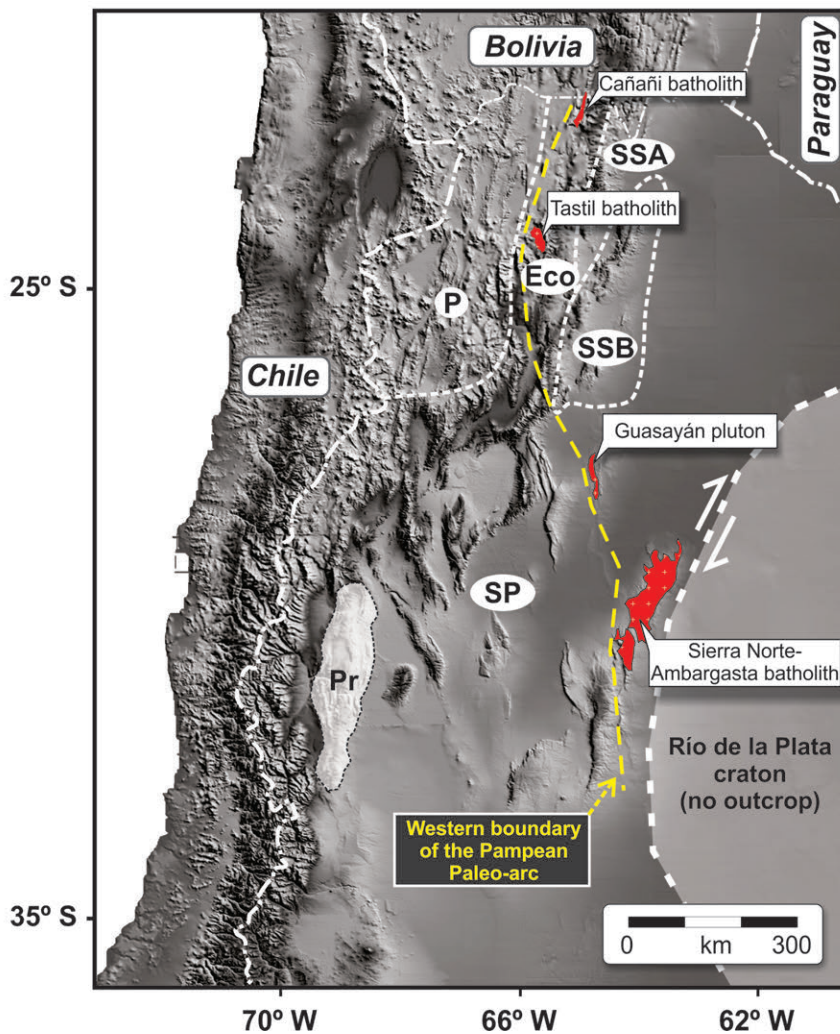 Bolivia
Paraguay
Cañañi batholith
SSA
Tastil batholith
25º S
Eco
P
SSB
Chile
Guasayán pluton
SP
Sierra Norte-
Ambargasta batholith
Pr
Río de la Plata
craton
(no outcrop)
Western boundary
of the Pampean
Paleo-arc
35º S
0 km 300
70º W 66º W 62º W